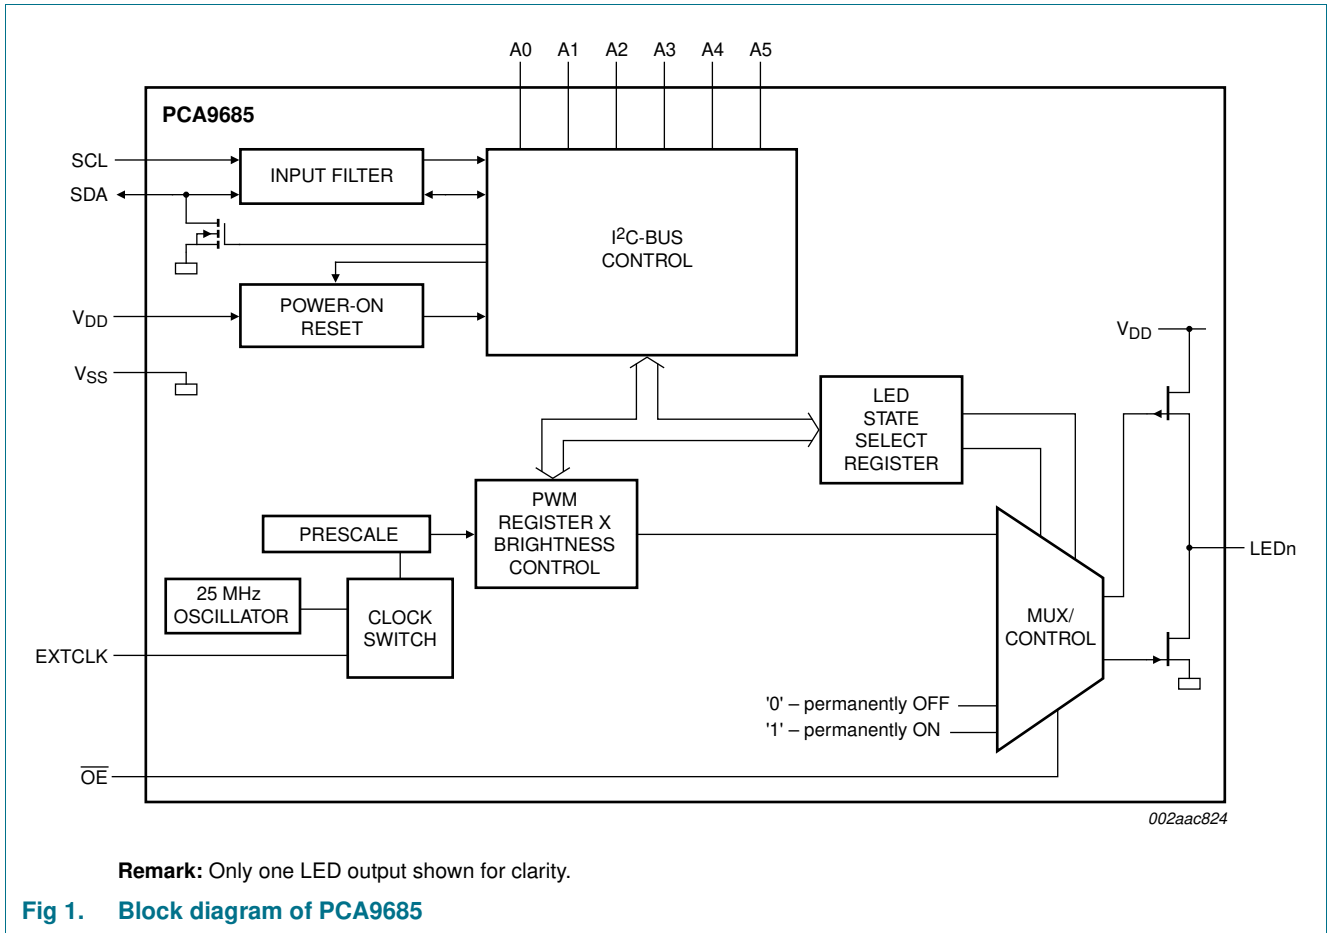 A0 A1 A2 A3 A4 A5
PCA9685
SCL
INPUT FILTER
SDA
I2C-BUS
CONTROL
POWER-ON
RESET
VDD
VSS
VDD
LED
STATE
SELECT
REGISTER
PWM
REGISTER X
BRIGHTNESS
CONTROL
PRESCALE
25 MHz
OSCILLATOR
CLOCK
SWITCH
EXTCLK
MUX/
CONTROL
LEDn
'0' – permanently OFF
'1' – permanently ON
OE
002aac824
Remark: Only one LED output shown for clarity.
Fig 1. Block diagram of PCA9685